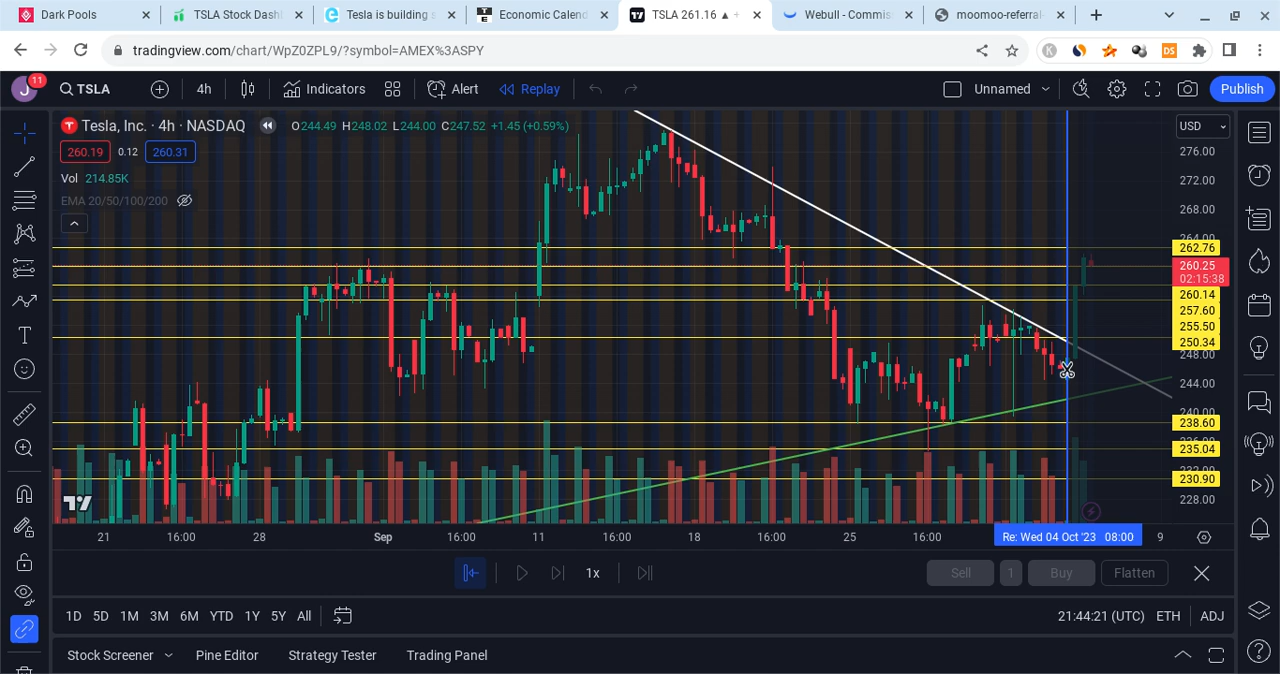 Dark Pools
TSLA Stock Dashl
Tesla is building s
Economic Calend
TSLA 261.16 ▲ +
Webull - Commis
moomoo-referral-
tradingview.com/chart/WpZ0ZPL9/?symbol=AMEX%3ASPY
K
DS
J
11
TSLA
4h
Indicators
Alert
Replay
Unnamed
Publish
Tesla, Inc. · 4h · NASDAQ
O244.49 H248.02 L244.00 C247.52 +1.45 (+0.59%)
USD
260.19 0.12 260.31
Vol 214.85K
EMA 20/50/100/200
276.00
272.00
268.00
264.00
262.76
260.25
02:15:38
260.14
257.60
255.50
250.34
248.00
244.00
240.00
238.60
235.04
232.00
230.90
228.00
21 16:00 28 Sep 16:00 11 16:00 18 16:00 25 16:00 Re: Wed 04 Oct '23 08:00 9
1x
Sell 1 Buy Flatten
1D 5D 1M 3M 6M YTD 1Y 5Y All
21:44:21 (UTC) ETH ADJ
Stock Screener Pine Editor Strategy Tester Trading Panel